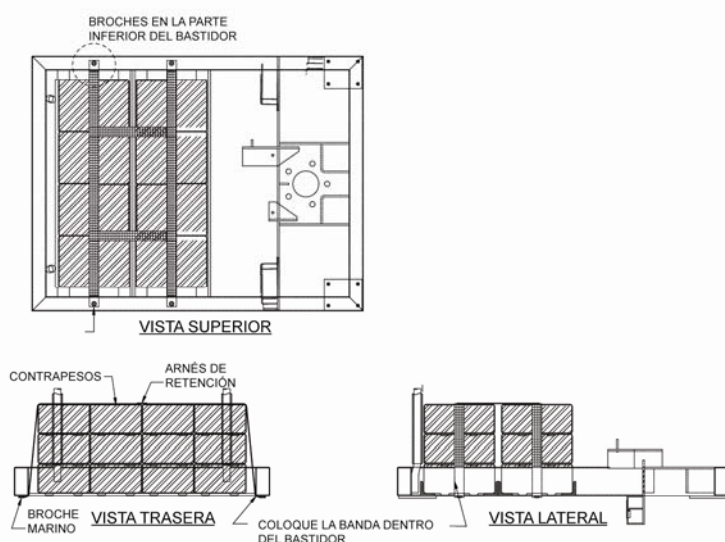 BROCHES EN LA PARTE
INFERIOR DEL BASTIDOR
VISTA SUPERIOR
CONTRAPESOS
ARNÉS DE
RETENCIÓN
BROCHE
MARINO
VISTA TRASERA
COLOQUE LA BANDA DENTRO
DEL BASTIDOR
VISTA LATERAL